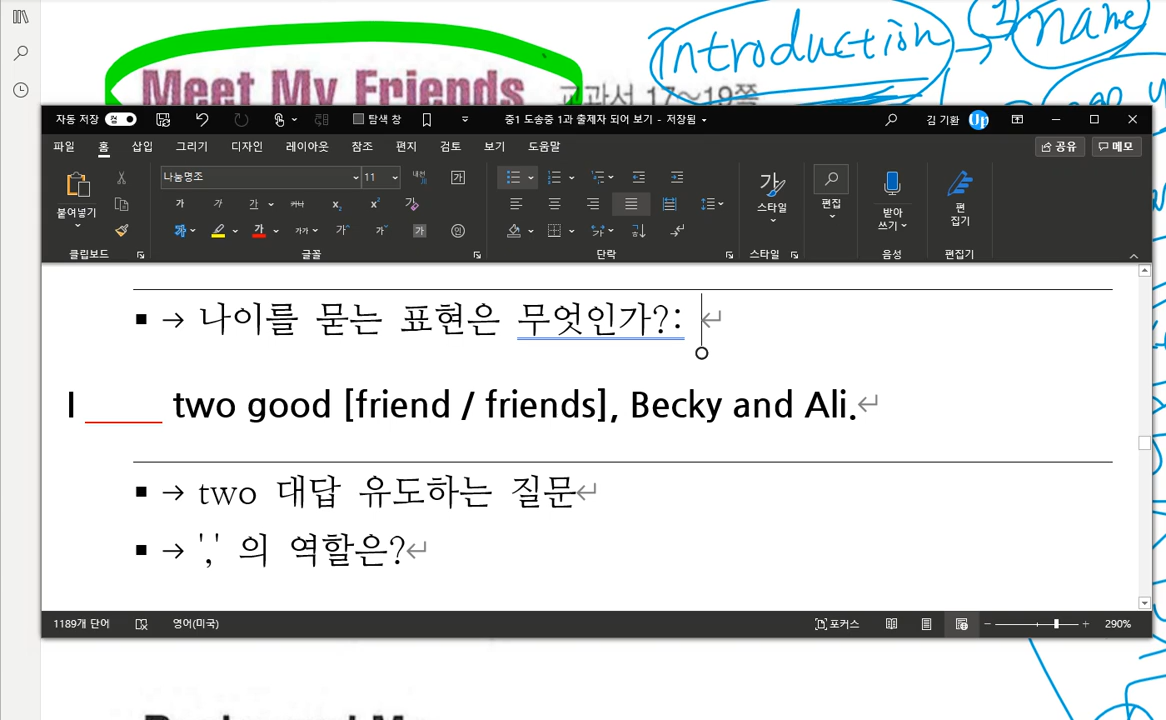 Introduction → ① name
Meet My Friends 교과서 17~19쪽
자동 저장 중1 도송중 1과 출제자 되어 보기 - 저장됨 김 기환
탐색 창
파일 홈 삽입 그리기 디자인 레이아웃 참조 편지 검토 보기 도움말 공유 메모
나눔명조 11
붙여넣기 스타일 편집 받아쓰기 편집기
클립보드 글꼴 단락 스타일 음성 편집기
→ 나이를 묻는 표현은 무엇인가?:
I _____ two good [friend / friends], Becky and Ali.
→ two 대답 유도하는 질문
→ ',' 의 역할은?
1189개 단어 영어(미국) 포커스 290%